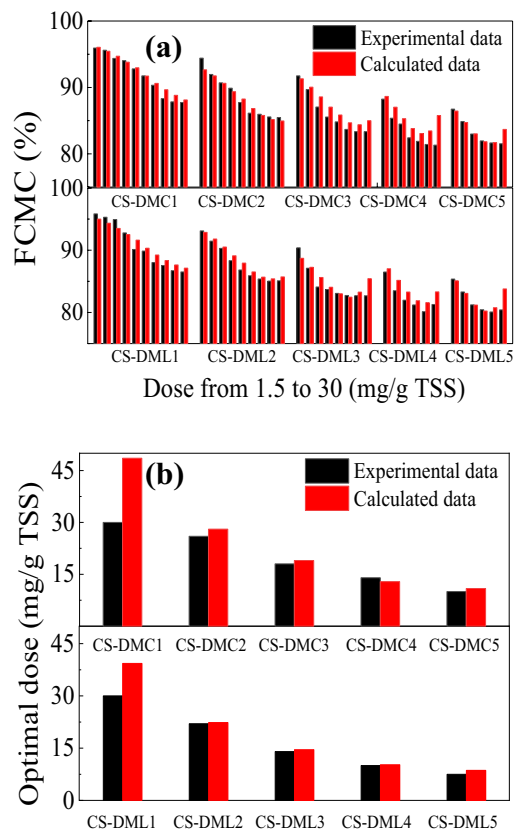 100
(a)
Experimental data
Calculated data
90
80
CS-DMC1 CS-DMC2 CS-DMC3 CS-DMC4 CS-DMC5
100
90
80
CS-DML1 CS-DML2 CS-DML3 CS-DML4 CS-DML5
FCMC (%)
Dose from 1.5 to 30 (mg/g TSS)
45
(b)
Experimental data
Calculated data
30
15
CS-DMC1 CS-DMC2 CS-DMC3 CS-DMC4 CS-DMC5
45
30
15
0
CS-DML1 CS-DML2 CS-DML3 CS-DML4 CS-DML5
Optimal dose (mg/g TSS)